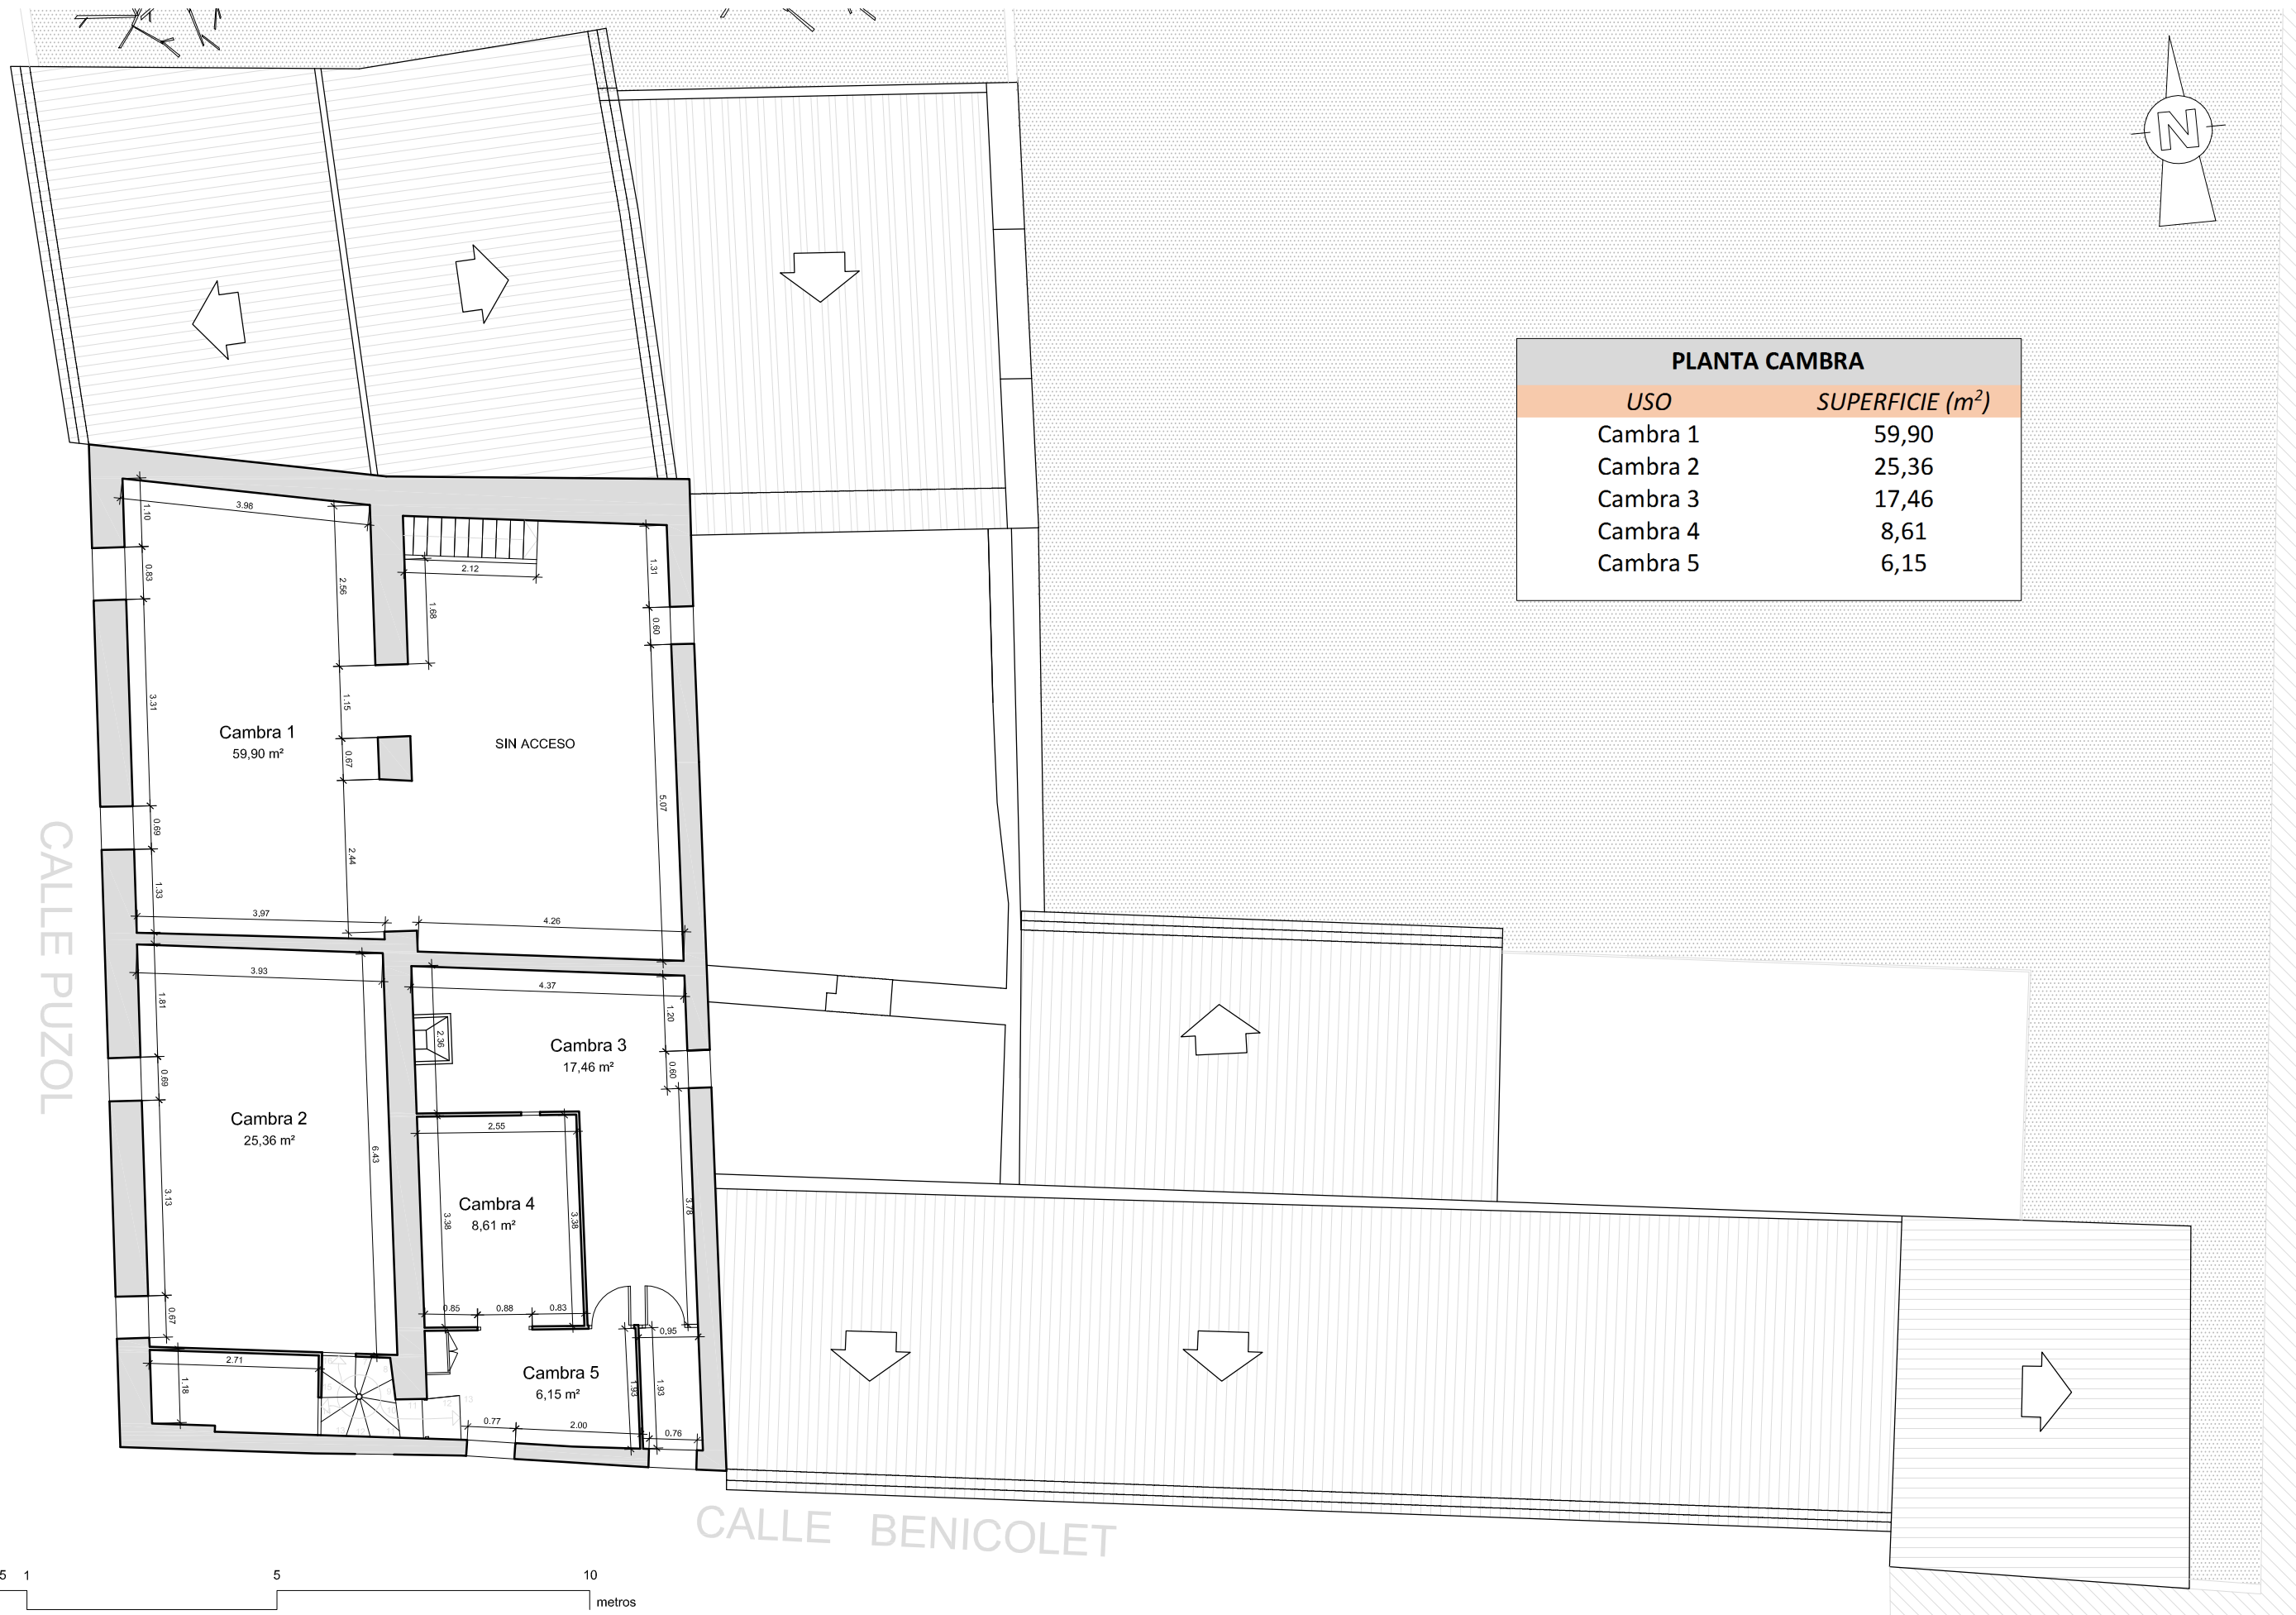 N
PLANTA CAMBRA
USO SUPERFICIE (m²)
Cambra 1 59,90
Cambra 2 25,36
Cambra 3 17,46
Cambra 4 8,61
Cambra 5 6,15
3.98
1.10
0.83
2.56
2.12
1.68
1.31
0.60
3.31
1.15
Cambra 1
59,90 m²
SIN ACCESO
0.67
5.07
0.69
2.44
1.33
3.97
4.26
CALLE PUZOL
3.93
4.37
1.81
1.20
2.36
Cambra 3
17,46 m²
0.60
0.69
Cambra 2
25,36 m²
2.55
6.43
3.13
Cambra 4
8,61 m²
3.38
3.38
3.78
0.85
0.88
0.83
0.67
0.95
2.71
1.18
Cambra 5
6,15 m²
1.93
1.93
11
12
13
0.77
2.00
0.76
CALLE BENICOLET
5 1 5 10
metros